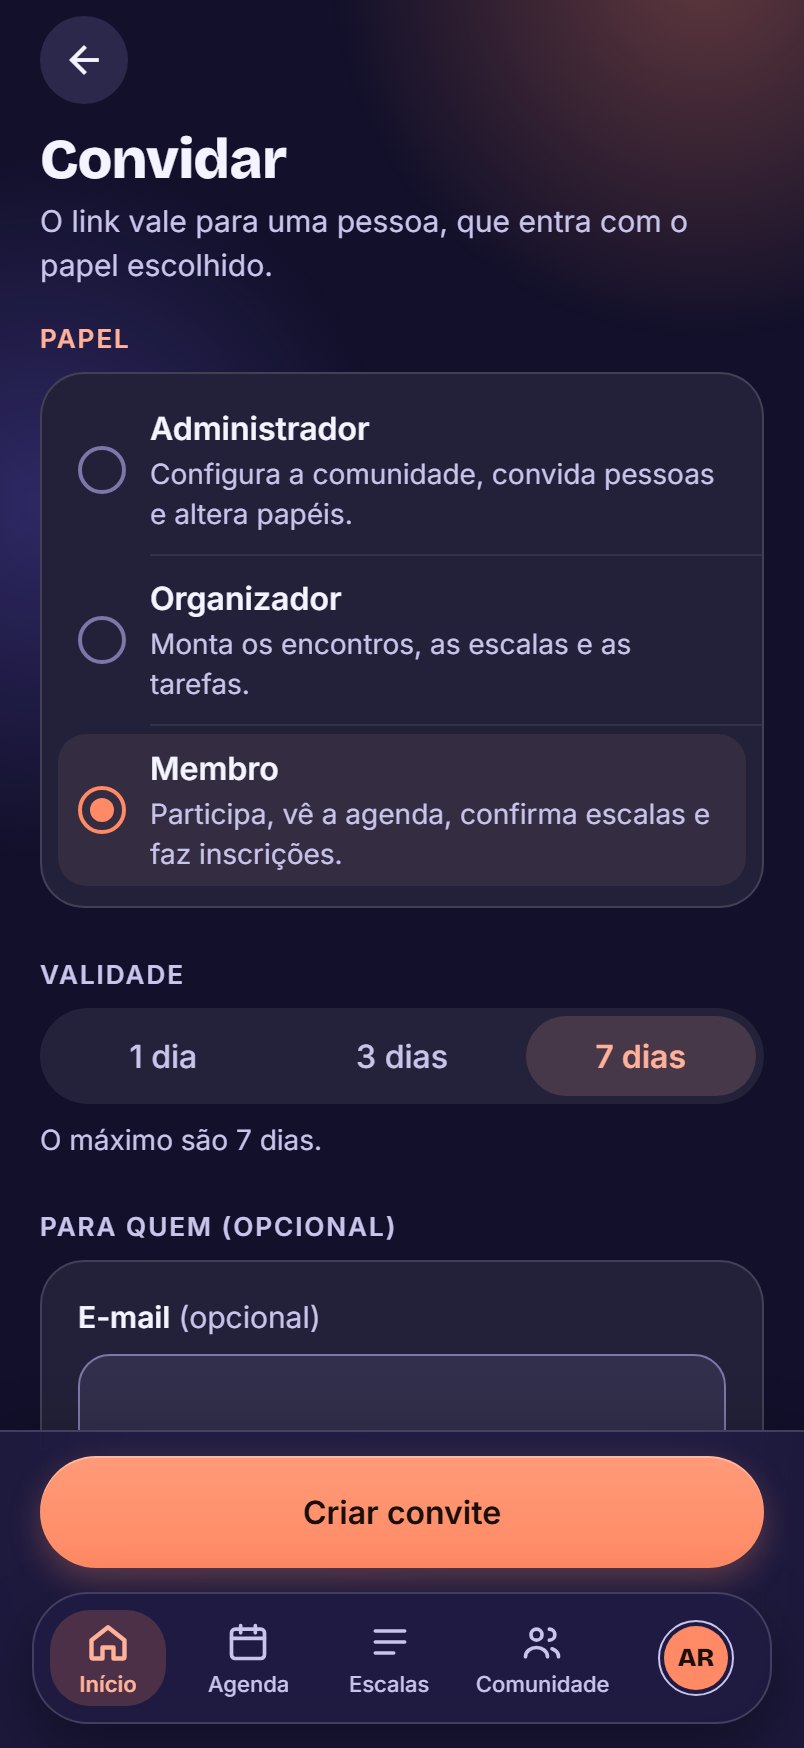 Convidar
O link vale para uma pessoa, que entra com o
papel escolhido.
PAPEL
Administrador
Configura a comunidade, convida pessoas
e altera papéis.
Organizador
Monta os encontros, as escalas e as
tarefas.
Membro
Participa, vê a agenda, confirma escalas e
faz inscrições.
VALIDADE
1 dia
3 dias
7 dias
O máximo são 7 dias.
PARA QUEM (OPCIONAL)
E-mail (opcional)
Criar convite
Início
Agenda
Escalas
Comunidade
AR